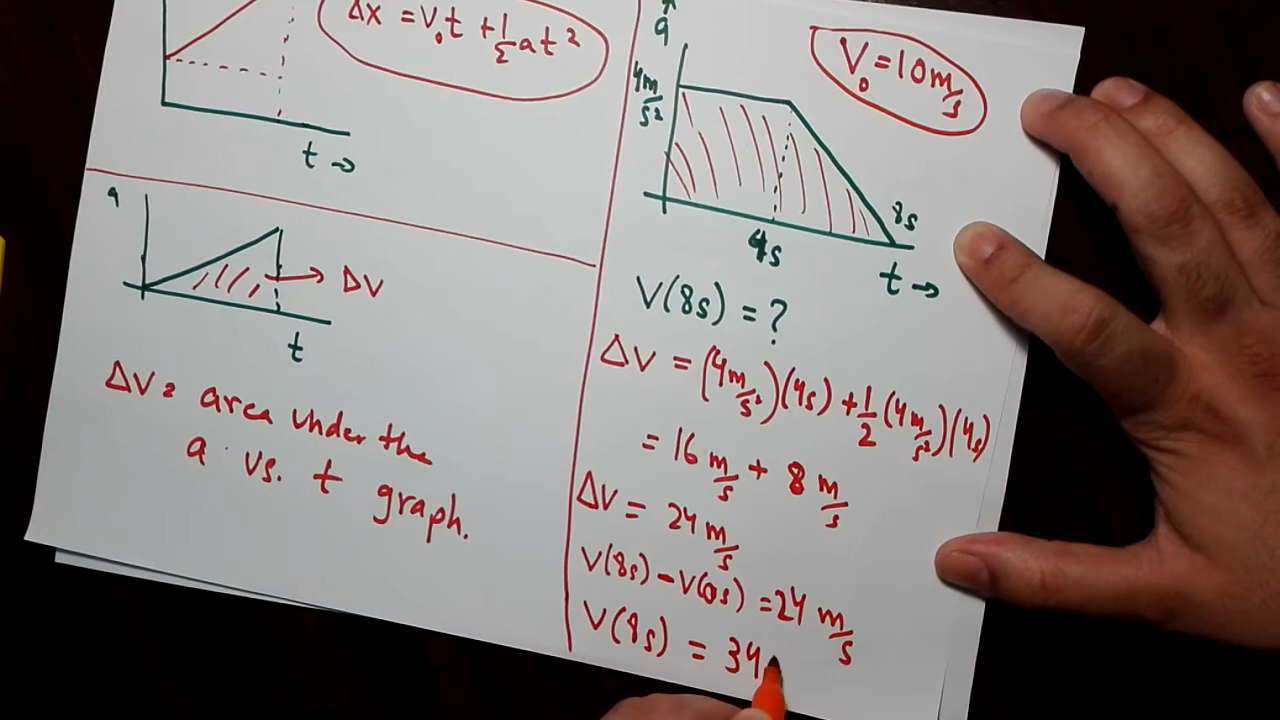 Δx = V₀t + ½at²
t →
a
ΔV
t
ΔV = area under the
a vs. t graph.
a
V₀ = 10 m/s
4 m/s²
8s
4s
t →
V(8s) = ?
ΔV = (4 m/s²)(4s) + ½(4 m/s²)(4s)
= 16 m/s + 8 m/s
ΔV = 24 m/s
V(8s) - V(0s) = 24 m/s
V(8s) = 34